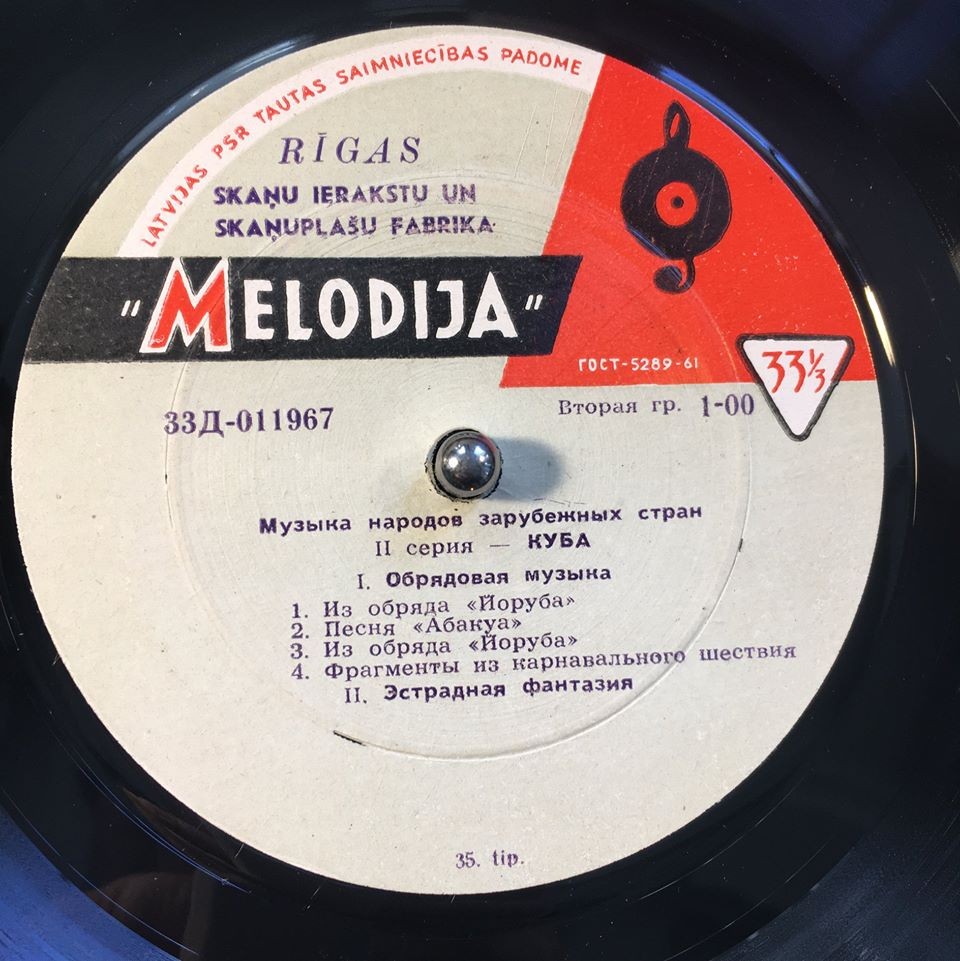 LATVIJAS PSR TAUTAS SAIMNIECĪBAS PADOME
RĪGAS
SKAŅU IERAKSTU UN
SKAŅUPLAŠU FABRIKA
"MELODIJA"
ГОСТ-5289-61
33⅓
33Д-011967
Вторая гр. 1-00
Музыка народов зарубежных стран
II серия — КУБА
I. Обрядовая музыка
1. Из обряда «Йоруба»
2. Песня «Абакуа»
3. Из обряда «Йоруба»
4. Фрагменты из карнавального шествия
II. Эстрадная фантазия
35. tip.